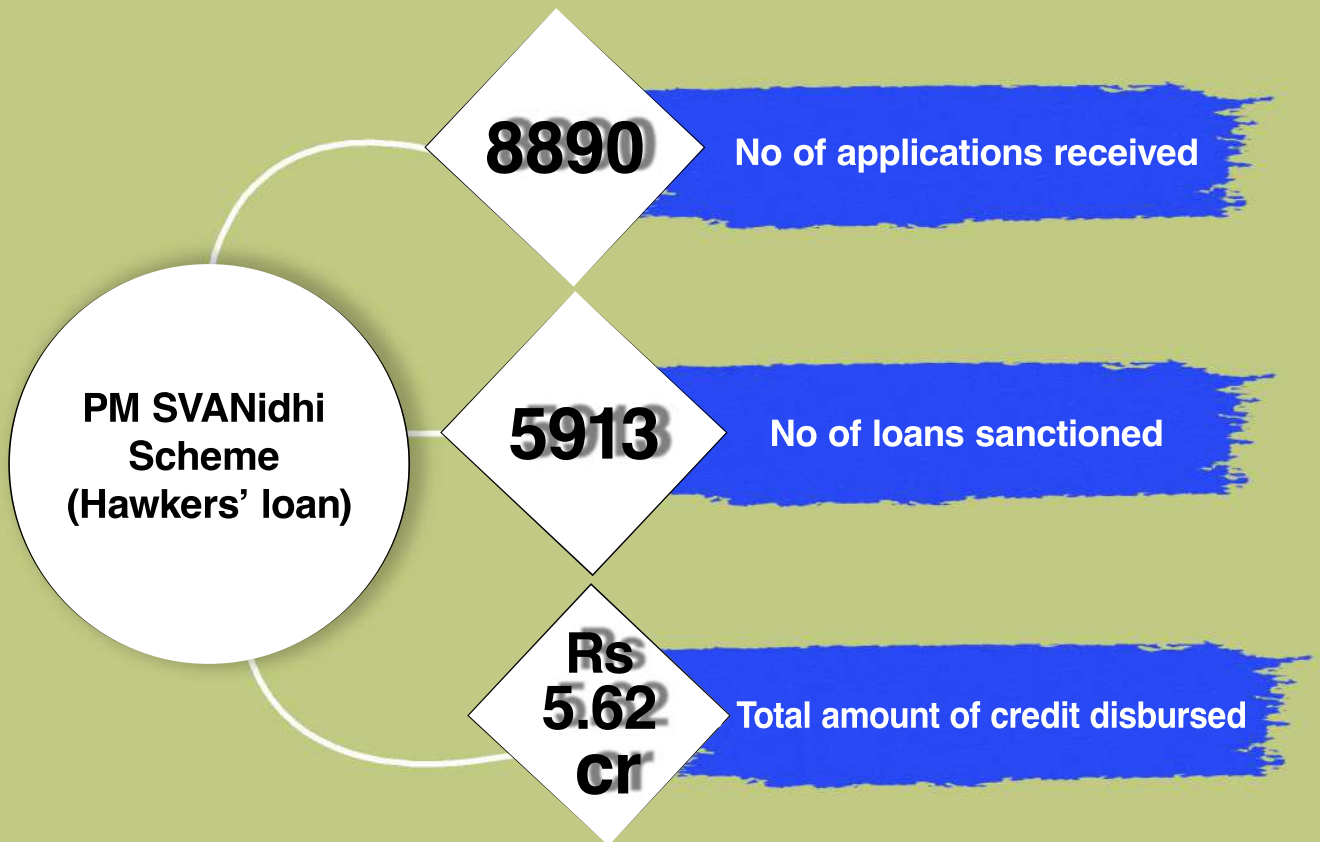 PM SVANidhi
Scheme
(Hawkers’ loan)
8890
No of applications received
5913
No of loans sanctioned
Rs
5.62
cr
Total amount of credit disbursed